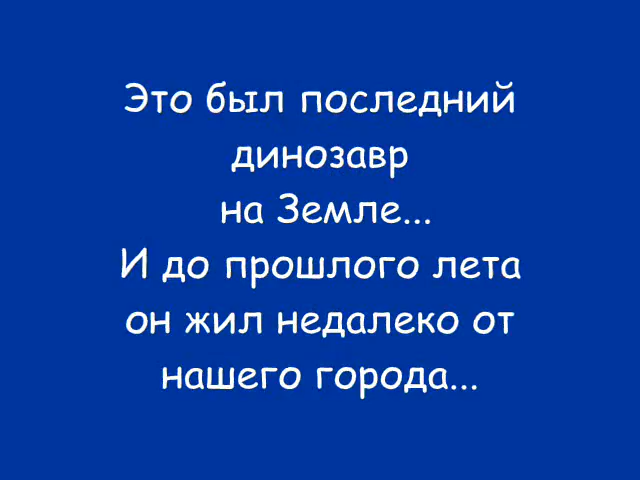 Это был последний
динозавр
на Земле...
И до прошлого лета
он жил недалеко от
нашего города...